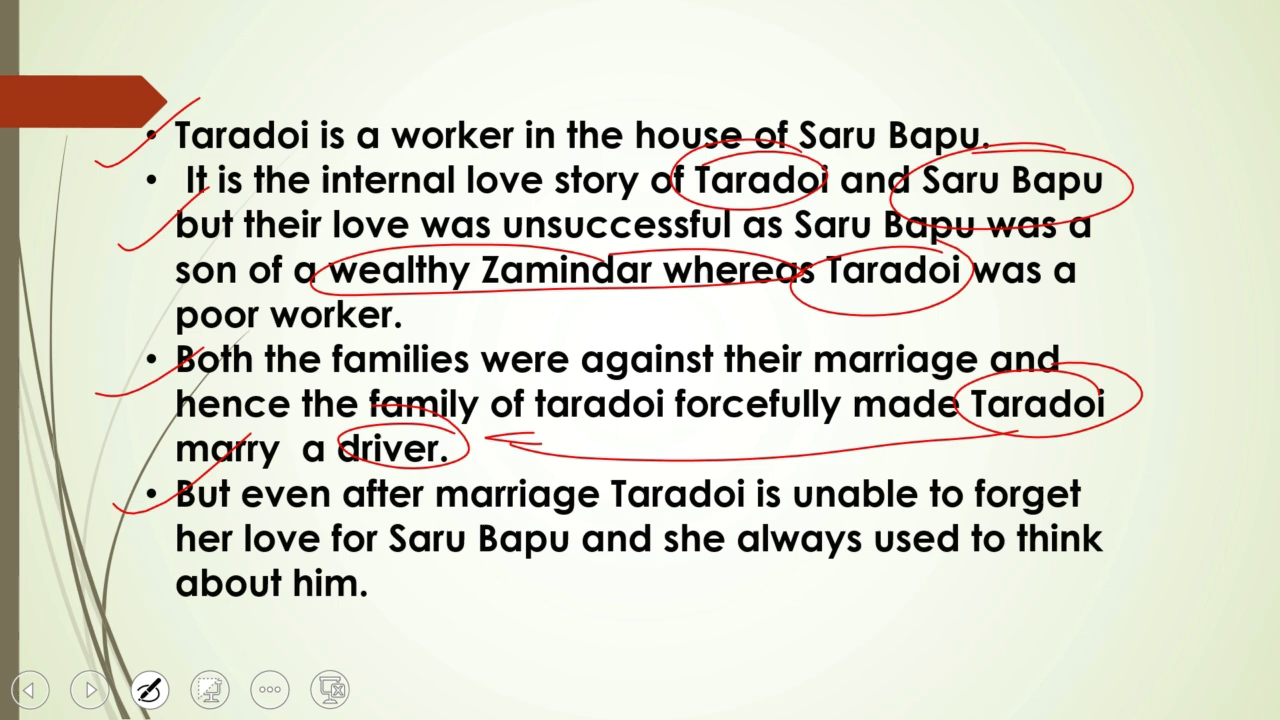 • Taradoi is a worker in the house of Saru Bapu.
• It is the internal love story of Taradoi and Saru Bapu
but their love was unsuccessful as Saru Bapu was a
son of a wealthy Zamindar whereas Taradoi was a
poor worker.
• Both the families were against their marriage and
hence the family of taradoi forcefully made Taradoi
marry a driver.
• But even after marriage Taradoi is unable to forget
her love for Saru Bapu and she always used to think
about him.